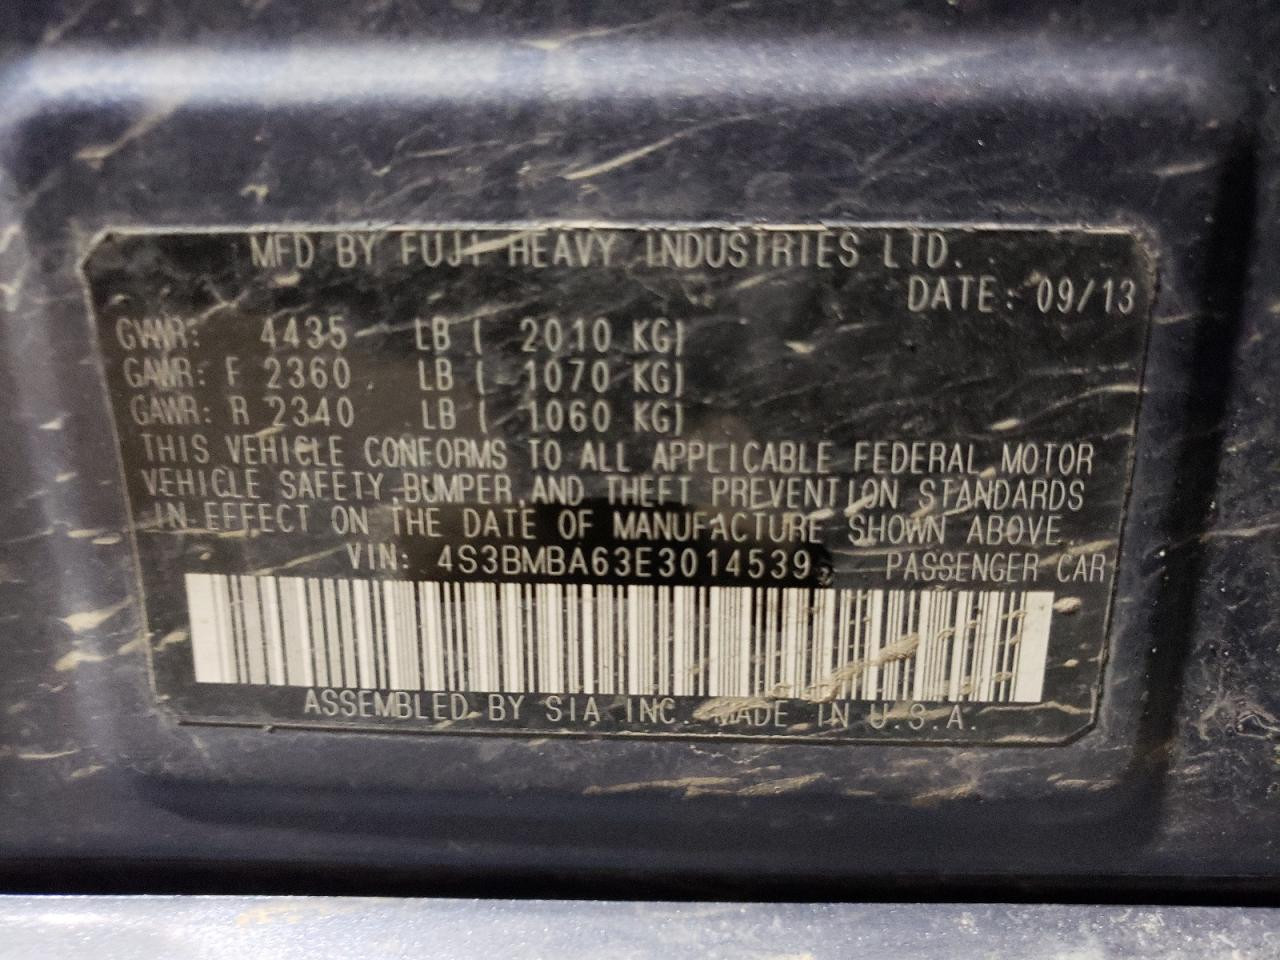 MFD BY FUJI HEAVY INDUSTRIES LTD.
DATE: 09/13
GVWR: 4435 LB ( 2010 KG)
GAWR: F 2360 LB ( 1070 KG)
GAWR: R 2340 LB ( 1060 KG)
THIS VEHICLE CONFORMS TO ALL APPLICABLE FEDERAL MOTOR
VEHICLE SAFETY,BUMPER,AND THEFT PREVENTION STANDARDS
IN EFFECT ON THE DATE OF MANUFACTURE SHOWN ABOVE.
VIN: 4S3BMBA63E3014539 PASSENGER CAR
ASSEMBLED BY SIA INC. MADE IN U.S.A.